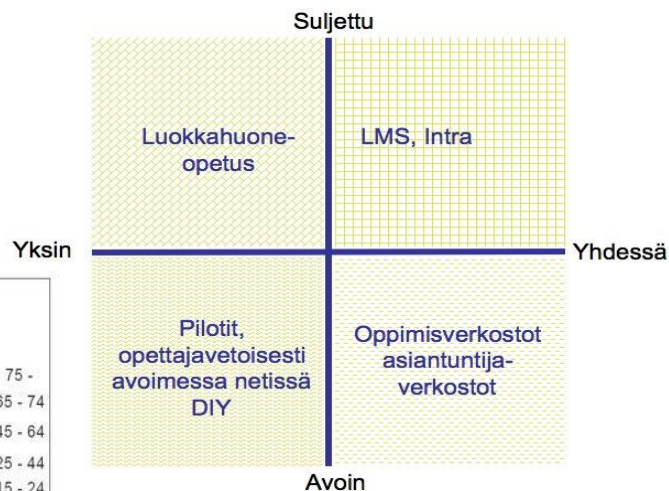 Suljettu
Luokkahuone-
opetus
LMS, Intra
Yksin
Yhdessä
Pilotit,
opettajavetoisesti
avoimessa netissä
DIY
Oppimisverkostot
asiantuntija-
verkostot
75 -
65 - 74
45 - 64
25 - 44
15 - 24
Avoin